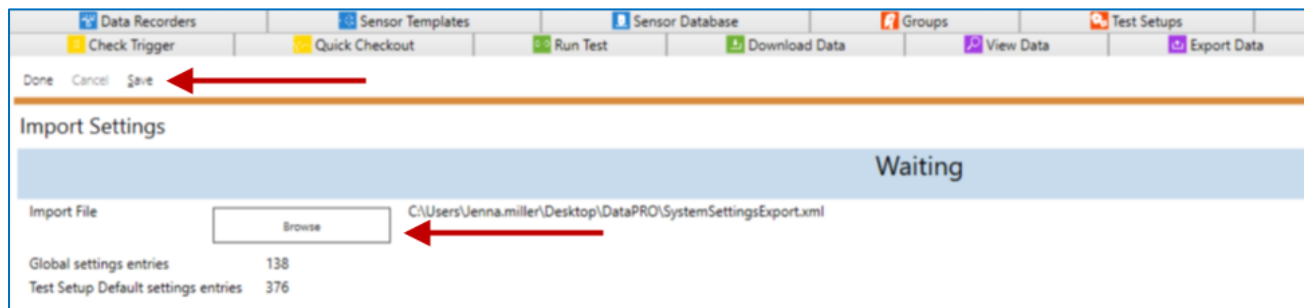 Data Recorders Sensor Templates Sensor Database Groups Test Setups
Check Trigger Quick Checkout Run Test Download Data View Data Export Data
Done Cancel Save
Import Settings
Waiting
Import File Browse C:\Users\Jenna.miller\Desktop\DataPRO\SystemSettingsExport.xml
Global settings entries 138
Test Setup Default settings entries 376